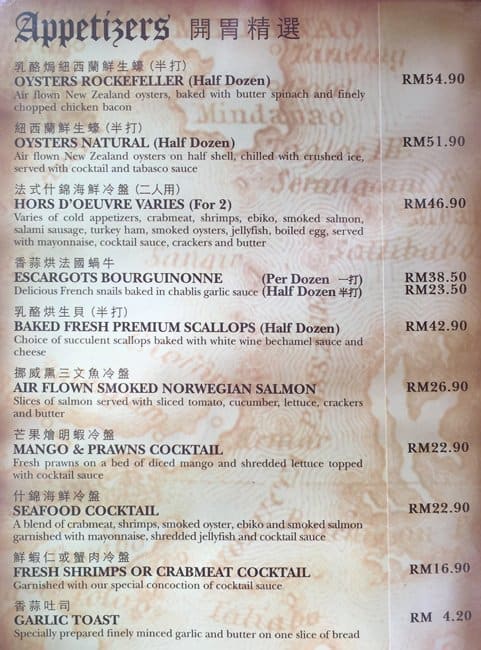 Appetizers 開胃精選
乳酪焗紐西蘭鮮生蠔 (半打)
OYSTERS ROCKEFELLER (Half Dozen) RM54.90
Air flown New Zealand oysters, baked with butter spinach and finely
chopped chicken bacon
紐西蘭鮮生蠔 (半打)
OYSTERS NATURAL (Half Dozen) RM51.90
Air flown New Zealand oysters on half shell, chilled with crushed ice,
served with cocktail and tabasco sauce
法式什錦海鮮冷盤 (二人用)
HORS D'OEUVRE VARIES (For 2) RM46.90
Varies of cold appetizers, crabmeat, shrimps, ebiko, smoked salmon,
salami sausage, turkey ham, smoked oysters, jellyfish, boiled egg, served
with mayonnaise, cocktail sauce, crackers and butter
香蒜烘法國蝸牛
ESCARGOTS BOURGUINONNE (Per Dozen 一打) RM38.50
Delicious French snails baked in chablis garlic sauce (Half Dozen 半打) RM23.50
乳酪烘生貝 (半打)
BAKED FRESH PREMIUM SCALLOPS (Half Dozen) RM42.90
Choice of succulent scallops baked with white wine bechamel sauce and
cheese
挪威熏三文魚冷盤
AIR FLOWN SMOKED NORWEGIAN SALMON RM26.90
Slices of salmon served with sliced tomato, cucumber, lettuce, crackers
and butter
芒果燴明蝦冷盤
MANGO & PRAWNS COCKTAIL RM22.90
Fresh prawns on a bed of diced mango and shredded lettuce topped
with cocktail sauce
什錦海鮮冷盤
SEAFOOD COCKTAIL RM22.90
A blend of crabmeat, shrimps, smoked oyster, ebiko and smoked salmon
garnished with mayonnaise, shredded jellyfish and cocktail sauce
鮮蝦仁或蟹肉冷盤
FRESH SHRIMPS OR CRABMEAT COCKTAIL RM16.90
Garnished with our special concoction of cocktail sauce
香蒜吐司
GARLIC TOAST RM 4.20
Specially prepared finely minced garlic and butter on one slice of bread